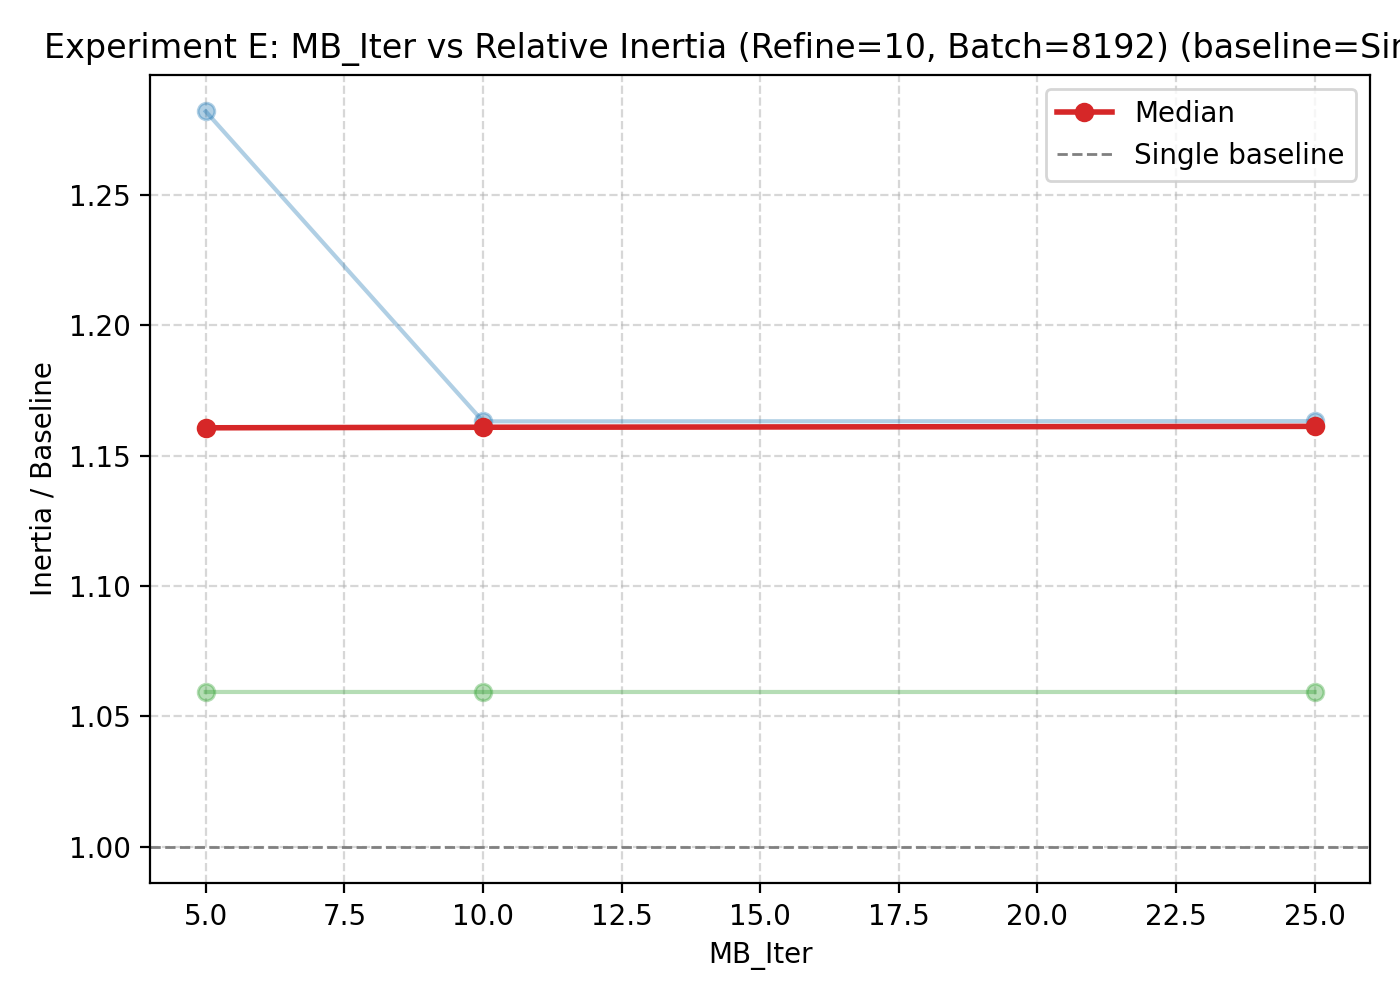 Experiment E: MB_Iter vs Relative Inertia (Refine=10, Batch=8192)
Median
Single baseline
1.25
1.20
1.15
1.10
1.05
1.00
Inertia / Baseline
5.0 7.5 10.0 12.5 15.0 17.5 20.0 22.5 25.0
MB_Iter